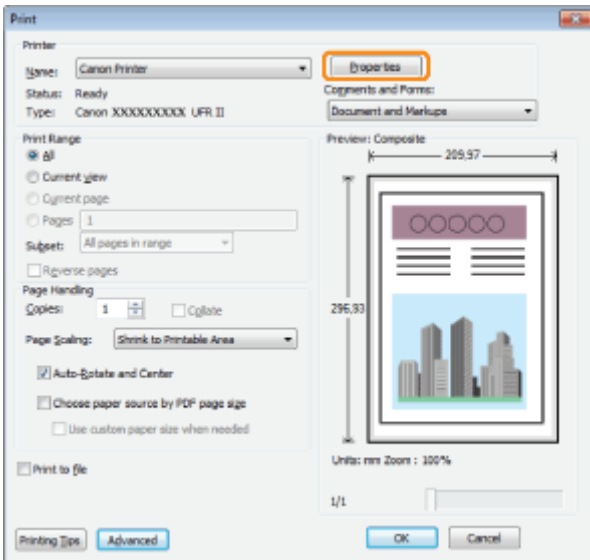 Print
Printer
Name: Canon Printer
Properties
Status: Ready
Comments and Forms:
Type: Canon XXXXXXXXX UFR II
Document and Markups
Print Range
All
Current view
Current page
Pages 1
Subset: All pages in range
Reverse pages
Page Handling
Copies: 1 Collate
Page Scaling: Shrink to Printable Area
Auto-Rotate and Center
Choose paper source by PDF page size
Use custom paper size when needed
Print to file
Preview: Composite
209,97
296,93
Units: mm Zoom : 100%
1/1
Printing Tips Advanced OK Cancel